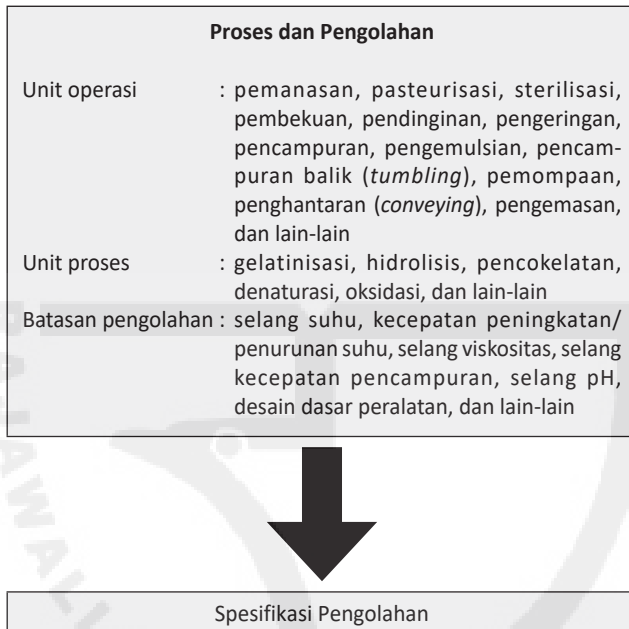 Proses dan Pengolahan
Unit operasi : pemanasan, pasteurisasi, sterilisasi,
pembekuan, pendinginan, pengeringan,
pencampuran, pengemulsian, pencam-
puran balik (tumbling), pemompaan,
penghantaran (conveying), pengemasan,
dan lain-lain
Unit proses : gelatinisasi, hidrolisis, pencokelatan,
denaturasi, oksidasi, dan lain-lain
Batasan pengolahan : selang suhu, kecepatan peningkatan/
penurunan suhu, selang viskositas, selang
kecepatan pencampuran, selang pH,
desain dasar peralatan, dan lain-lain
Spesifikasi Pengolahan